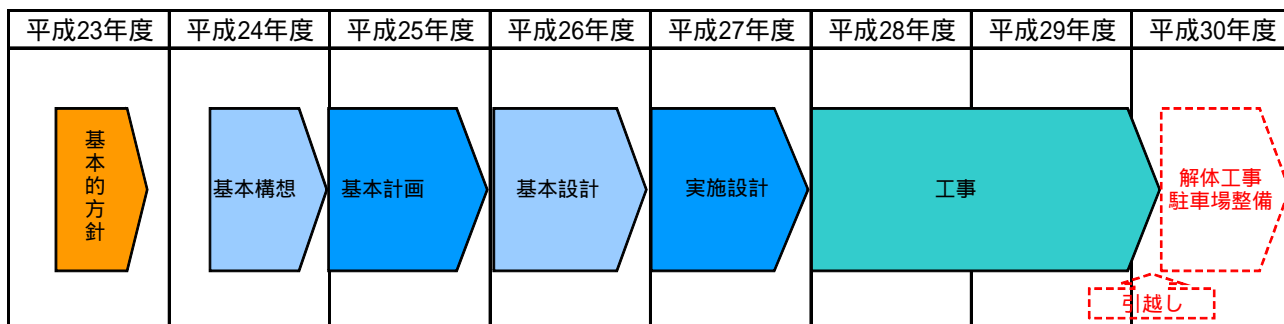 平成23年度 平成24年度 平成25年度 平成26年度 平成27年度 平成28年度 平成29年度 平成30年度
基本的方針
基本構想
基本計画
基本設計
実施設計
工事
解体工事
駐車場整備
引越し